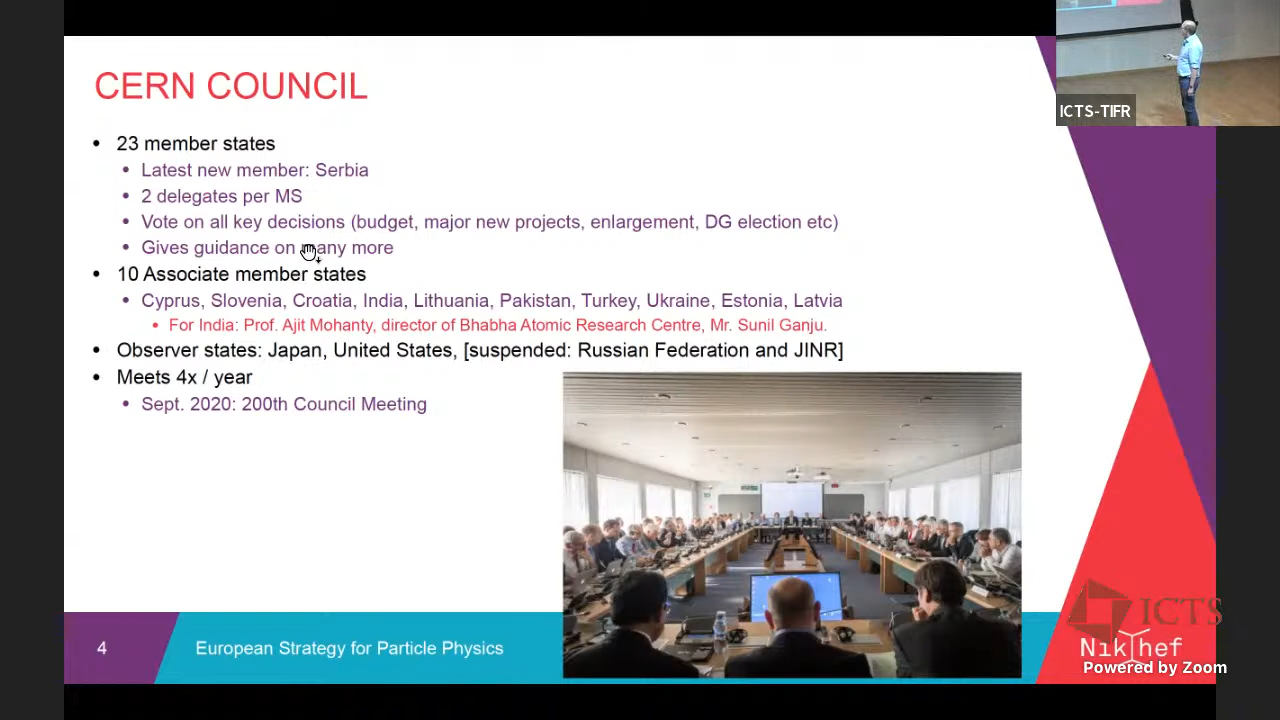 CERN COUNCIL
ICTS-TIFR
• 23 member states
• Latest new member: Serbia
• 2 delegates per MS
• Vote on all key decisions (budget, major new projects, enlargement, DG election etc)
• Gives guidance on many more
• 10 Associate member states
• Cyprus, Slovenia, Croatia, India, Lithuania, Pakistan, Turkey, Ukraine, Estonia, Latvia
• For India: Prof. Ajit Mohanty, director of Bhabha Atomic Research Centre, Mr. Sunil Ganju.
• Observer states: Japan, United States, [suspended: Russian Federation and JINR]
• Meets 4x / year
• Sept. 2020: 200th Council Meeting
ICTS
4
European Strategy for Particle Physics
Nikhef
Powered by Zoom